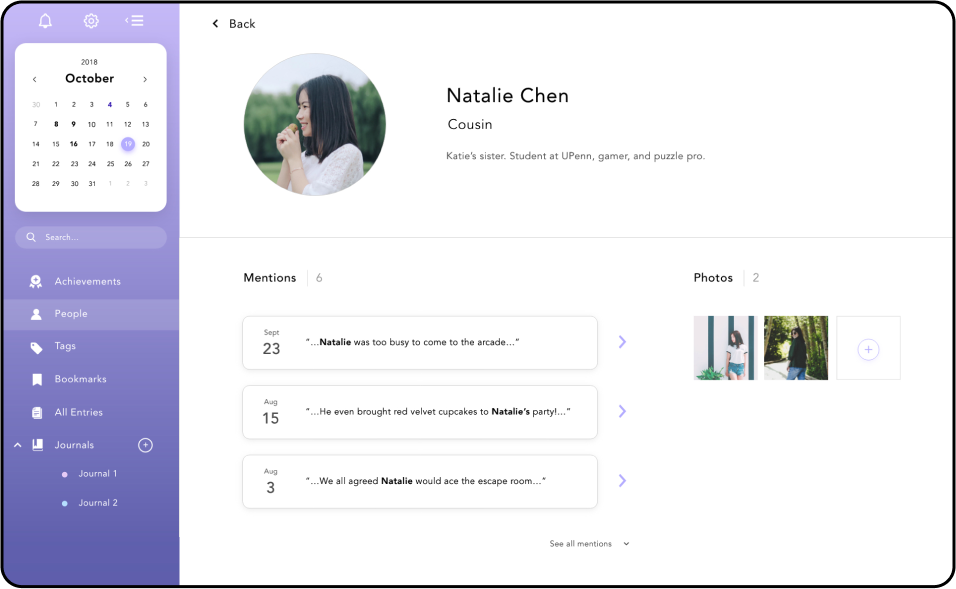 2018
October
30 1 2 3 4 5 6
7 8 9 10 11 12 13
14 15 16 17 18 19 20
21 22 23 24 25 26 27
28 29 30 31 1 2 3
Search...
Achievements
People
Tags
Bookmarks
All Entries
Journals
Journal 1
Journal 2
Back
Natalie Chen
Cousin
Katie's sister. Student at UPenn, gamer, and puzzle pro.
Mentions 6
Sept
23
"...Natalie was too busy to come to the arcade..."
Aug
15
"...He even brought red velvet cupcakes to Natalie's party!..."
Aug
3
"...We all agreed Natalie would ace the escape room..."
See all mentions
Photos 2